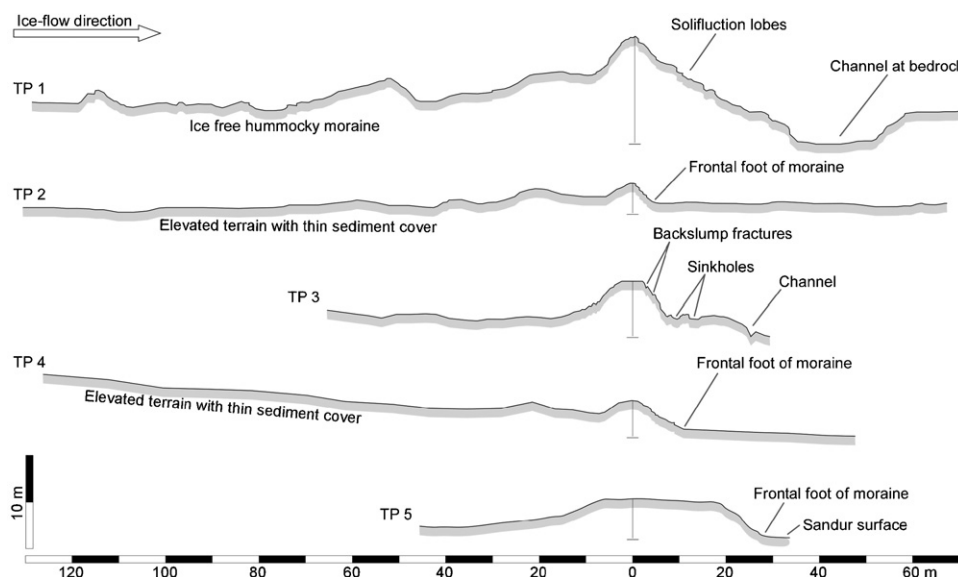 Ice-flow direction
Solifluction lobes
Channel at bedrock
TP 1
Ice free hummocky moraine
Frontal foot of moraine
TP 2
Elevated terrain with thin sediment cover
Backslump fractures
Sinkholes
Channel
TP 3
TP 4
Frontal foot of moraine
Elevated terrain with thin sediment cover
10 m
Frontal foot of moraine
TP 5
Sandur surface
120 100 80 60 40 20 0 20 40 60 m